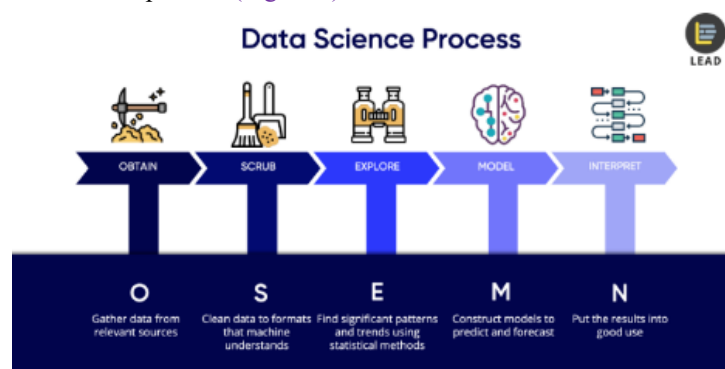 Data Science Process
LEAD
OBTAIN
SCRUB
EXPLORE
MODEL
INTERPRET
O
S
E
M
N
Gather data from
relevant sources
Clean data to formats
that machine
understands
Find significant patterns
and trends using
statistical methods
Construct models to
predict and forecast
Put the results into
good use